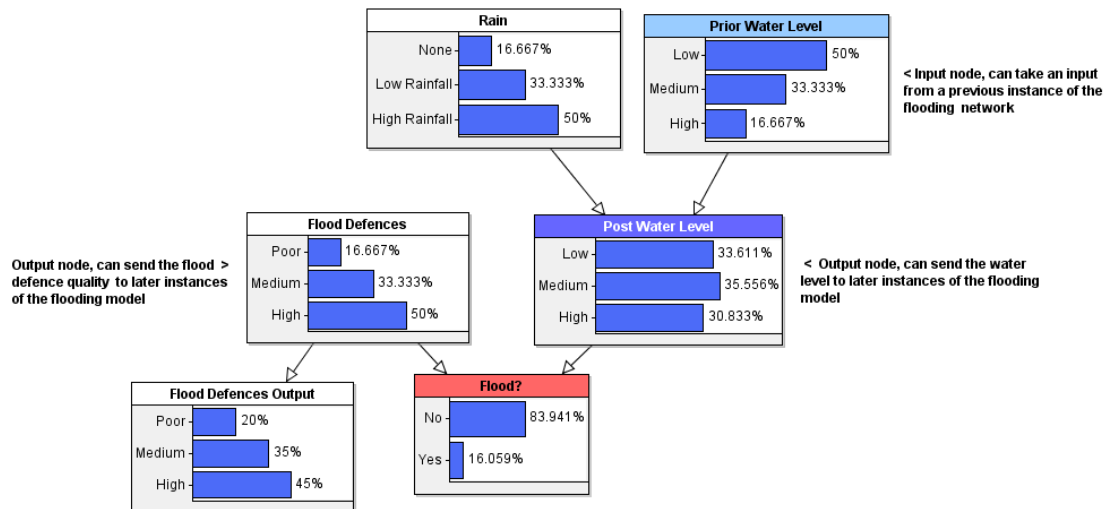 Rain
None
16.667%
Low Rainfall
33.333%
High Rainfall
50%
Prior Water Level
Low
50%
Medium
33.333%
High
16.667%
< Input node, can take an input
from a previous instance of the
flooding network
Flood Defences
Poor
16.667%
Medium
33.333%
High
50%
Output node, can send the flood >
defence quality to later instances
of the flooding model
Post Water Level
Low
33.611%
Medium
35.556%
High
30.833%
< Output node, can send the water
level to later instances of the flooding
model
Flood Defences Output
Poor
20%
Medium
35%
High
45%
Flood?
No
83.941%
Yes
16.059%